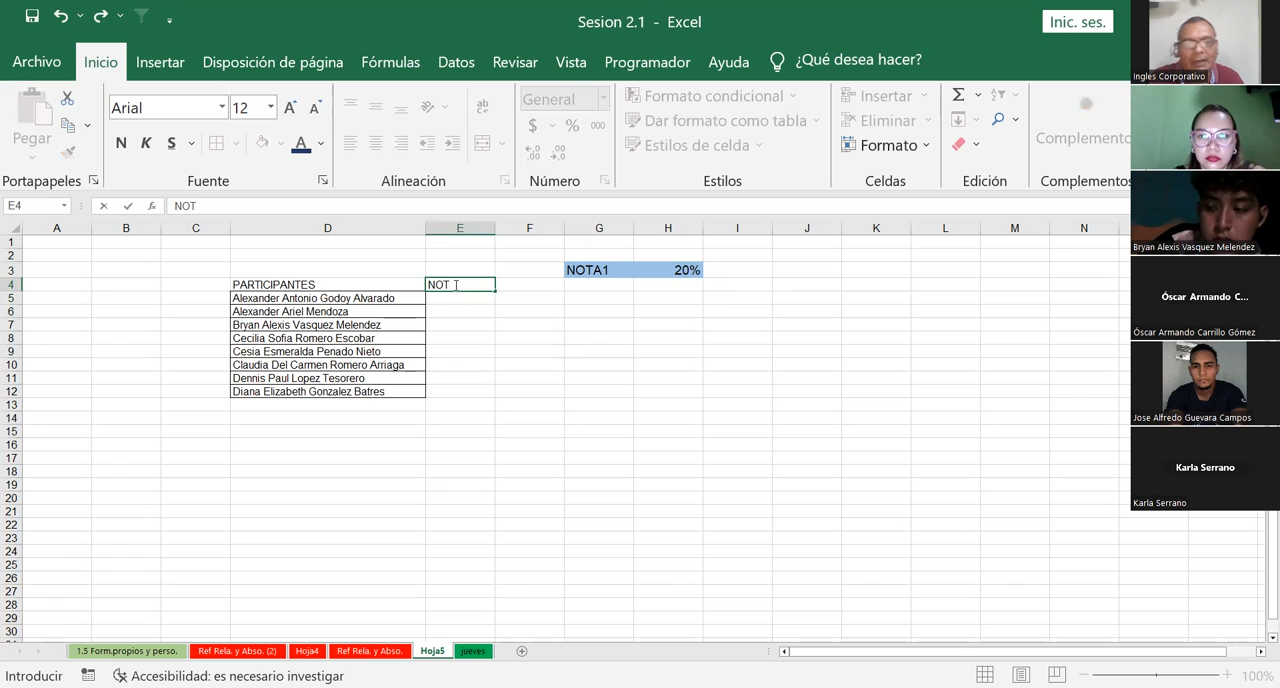 Sesion 2.1 - Excel
Inic. ses.
Archivo Inicio Insertar Disposición de página Fórmulas Datos Revisar Vista Programador Ayuda ¿Qué desea hacer?
Pegar
Arial 12
N K S A
General
$ % 000
Formato condicional
Dar formato como tabla
Estilos de celda
Insertar
Eliminar
Formato
Complementos
Portapapeles Fuente Alineación Número Estilos Celdas Edición Complementos
E4 fx NOT
A B C D E F G H I J K L M N
1
2
3 NOTA1 20%
4 PARTICIPANTES NOT
5 Alexander Antonio Godoy Alvarado
6 Alexander Ariel Mendoza
7 Bryan Alexis Vasquez Melendez
8 Cecilia Sofia Romero Escobar
9 Cesia Esmeralda Penado Nieto
10 Claudia Del Carmen Romero Arriaga
11 Dennis Paul Lopez Tesorero
12 Diana Elizabeth Gonzalez Batres
13
14
15
16
17
18
19
20
21
22
23
24
25
26
27
28
29
30
1.5 Form.propios y perso. Ref Rela. y Abso. (2) Hoja4 Ref Rela. y Abso. Hoja5 jueves
Introducir Accesibilidad: es necesario investigar 100%
Ingles Corporativo
Bryan Alexis Vasquez Melendez
Óscar Armando C...
Óscar Armando Carrillo Gómez
Jose Alfredo Guevara Campos
Karla Serrano
Karla Serrano